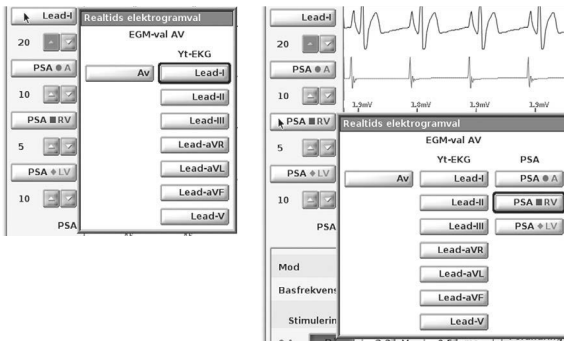 Lead-I
Realtids elektrogramval
EGM-val AV
20
Yt-EKG
PSA ● A
Av
Lead-I
10
Lead-II
PSA ■ RV
Lead-III
5
Lead-aVR
PSA ♦ LV
Lead-aVL
10
Lead-aVF
PSA
Lead-V
Lead-I
20
PSA ● A
10
1,9mV 1,8mV 1,9mV 1,9mV
PSA ■ RV
Realtids elektrogramval
5
EGM-val AV
Yt-EKG PSA
PSA ♦ LV
Av
Lead-I
PSA ● A
10
Lead-II
PSA ■ RV
PSA
Lead-III
PSA ♦ LV
Lead-aVR
Mod
Lead-aVL
Basfrekvens
Lead-aVF
Stimulerin
Lead-V